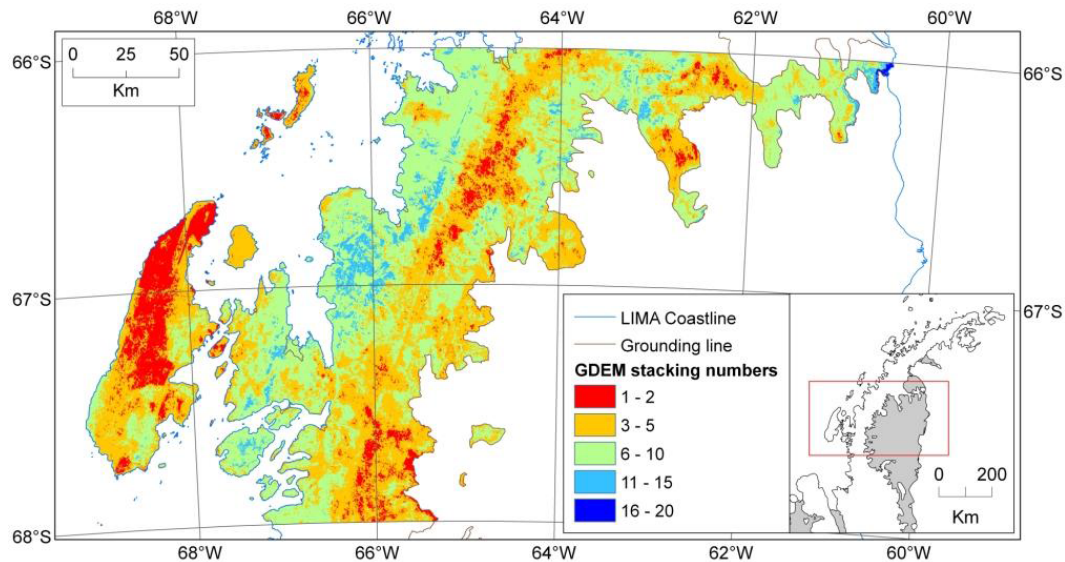 68°W 66°W 64°W 62°W 60°W
0 25 50
Km
66°S 66°S
67°S 67°S
LIMA Coastline
Grounding line
GDEM stacking numbers
1 - 2
3 - 5
6 - 10
11 - 15
16 - 20
0 200
Km
68°S
68°W 66°W 64°W 62°W 60°W